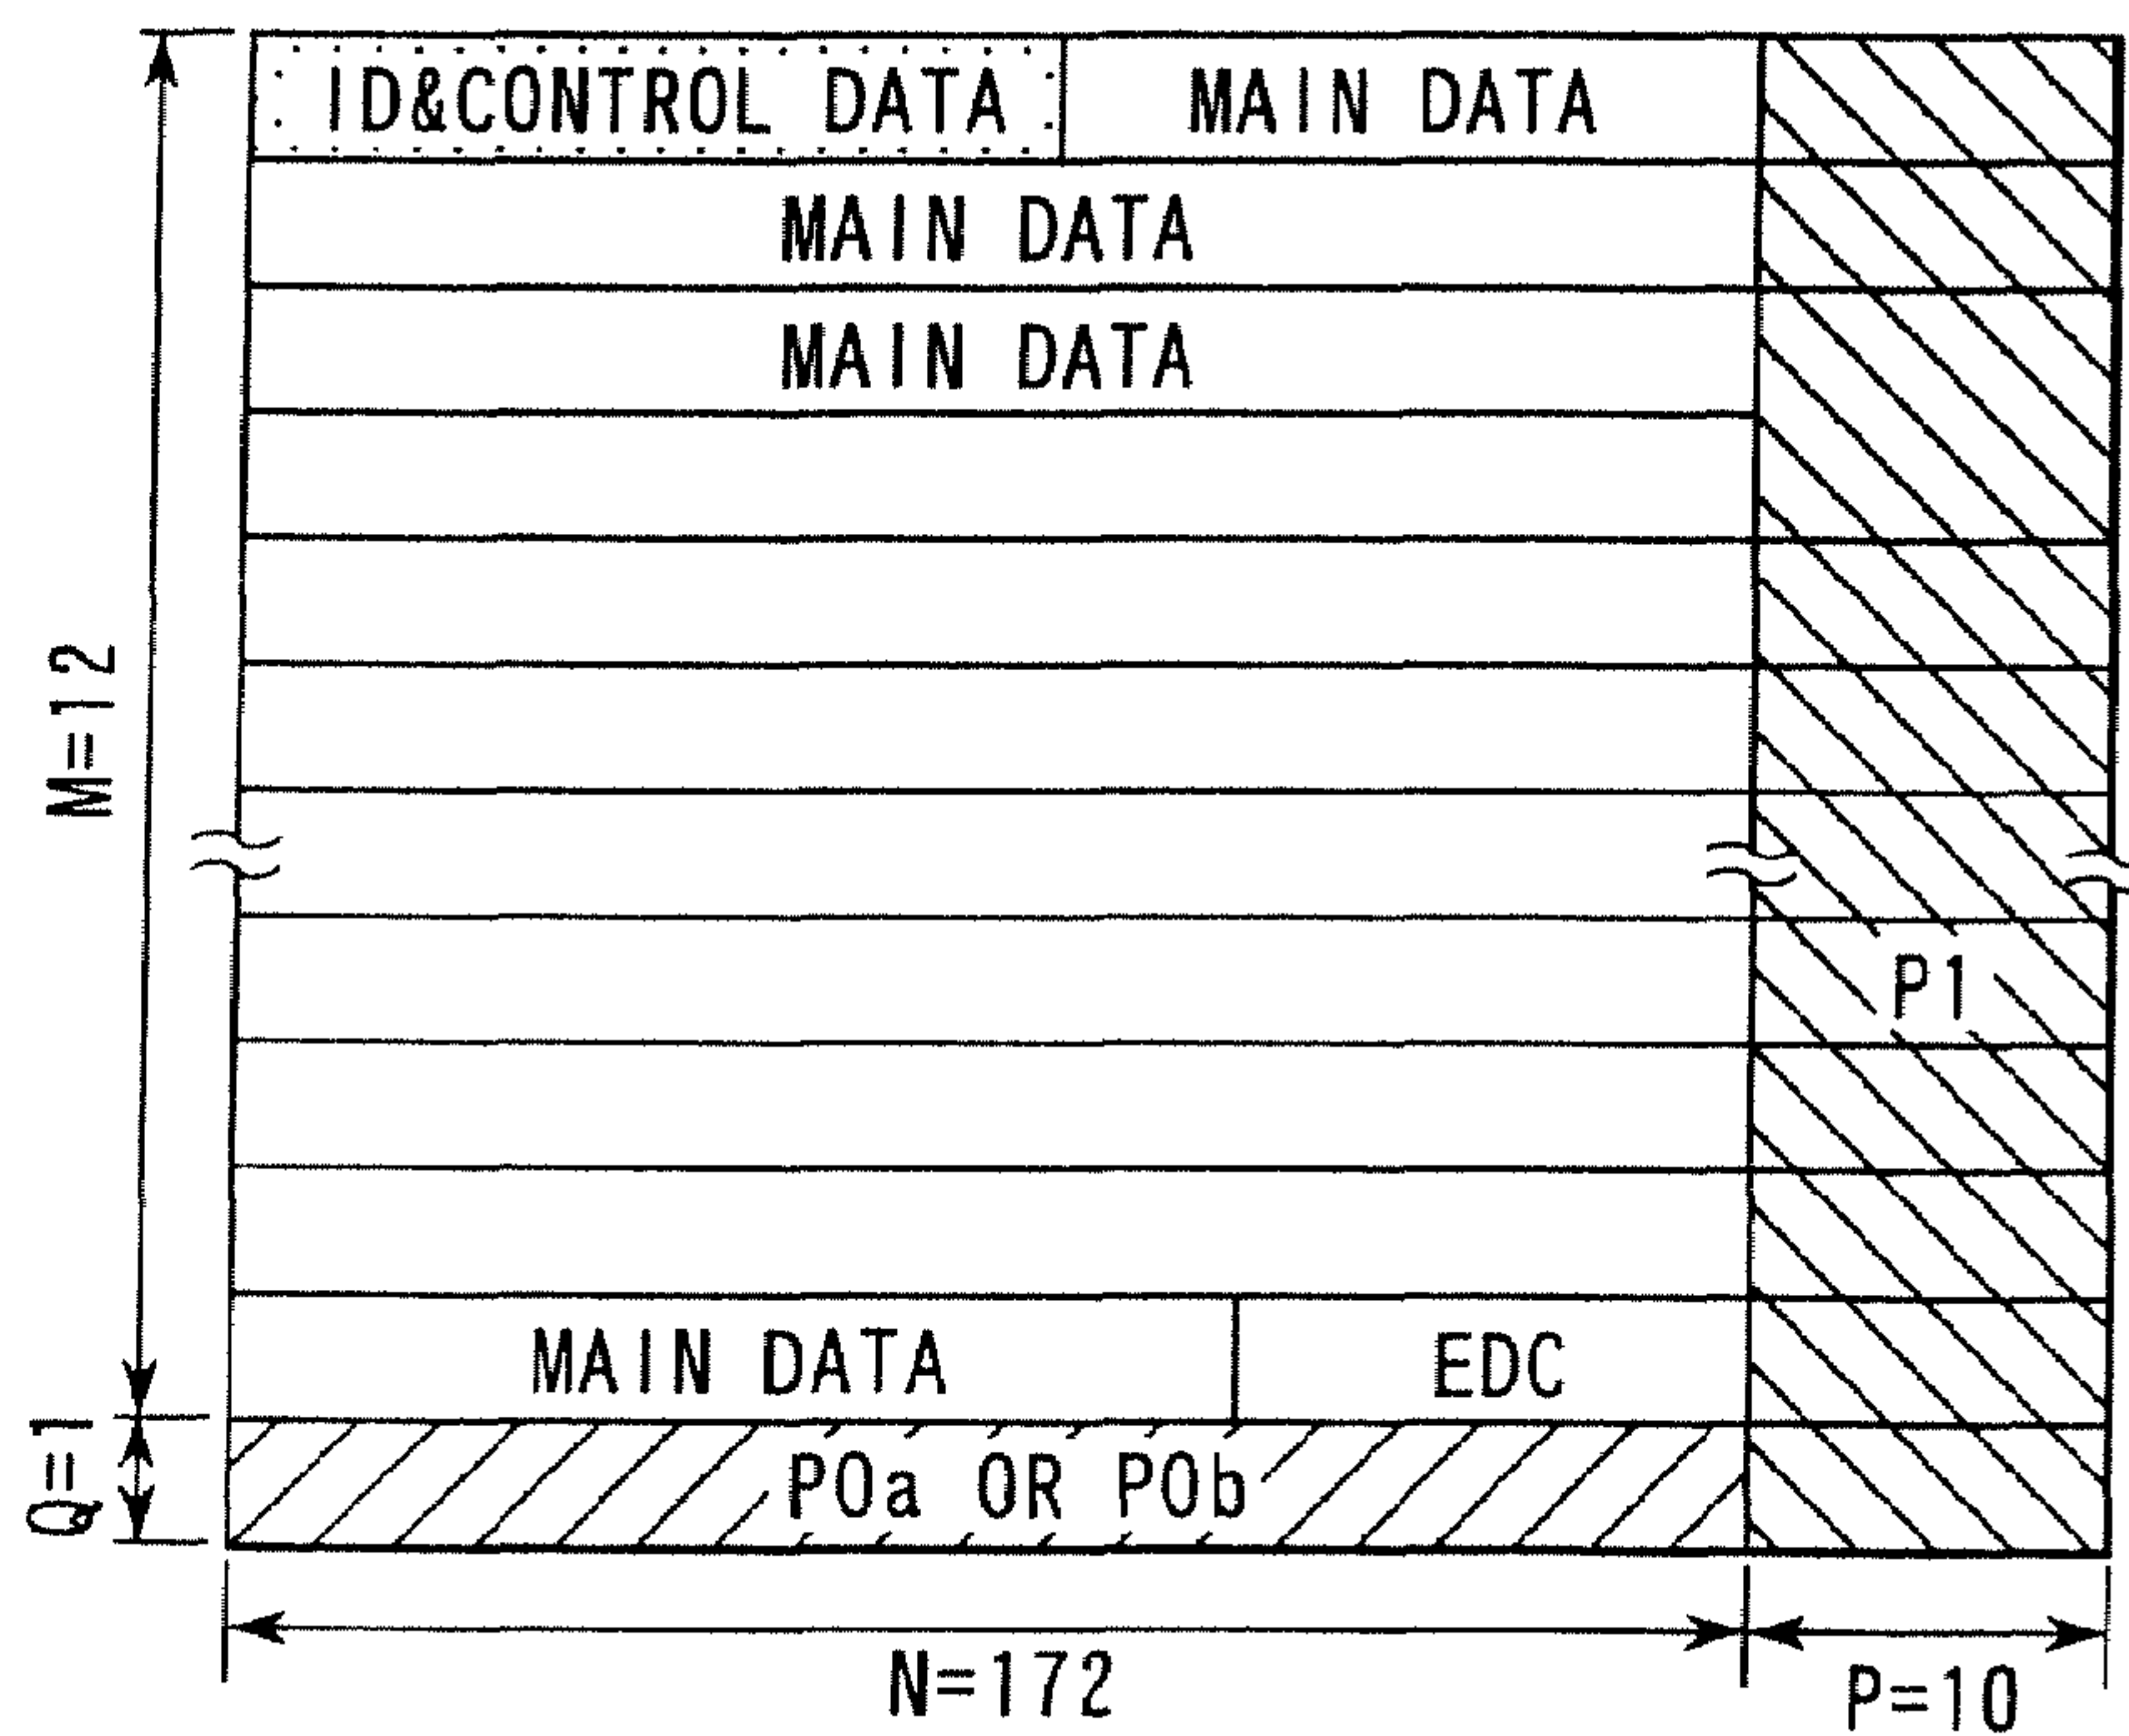 ID&CONTROL DATA MAIN DATA
MAIN DATA
MAIN DATA
M=12
P1
MAIN DATA EDC
Q=1
POa OR POb
N=172
P=10